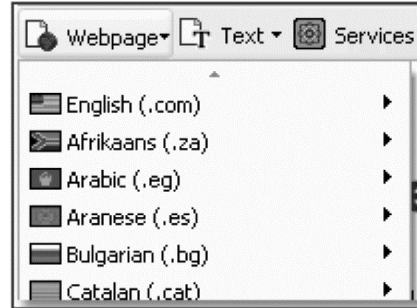 Webpage Text Services
English (.com)
Afrikaans (.za)
Arabic (.eg)
Aranese (.es)
Bulgarian (.bg)
Catalan (.cat)